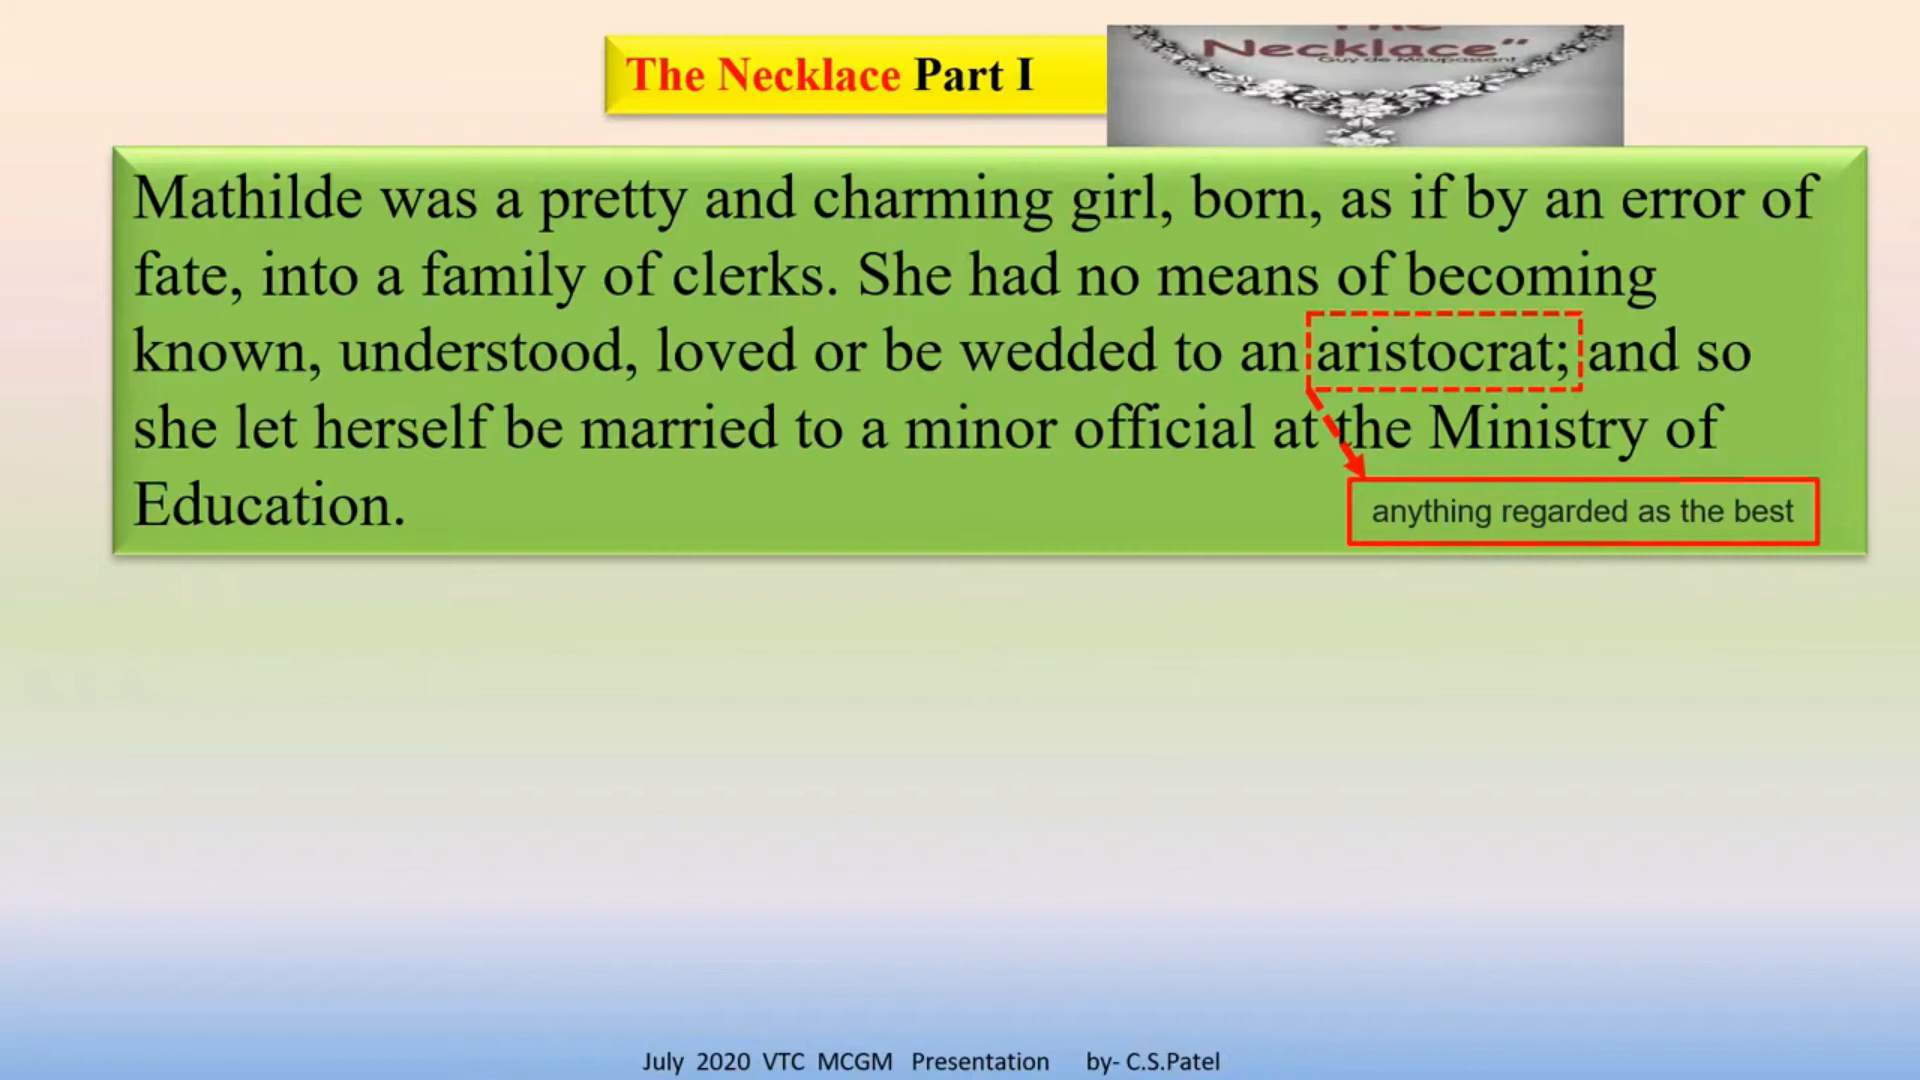 The Necklace Part I
Necklace"
Guy de Maupassant
Mathilde was a pretty and charming girl, born, as if by an error of
fate, into a family of clerks. She had no means of becoming
known, understood, loved or be wedded to an aristocrat; and so
she let herself be married to a minor official at the Ministry of
Education.
anything regarded as the best
July 2020 VTC MCGM Presentation by- C.S.Patel